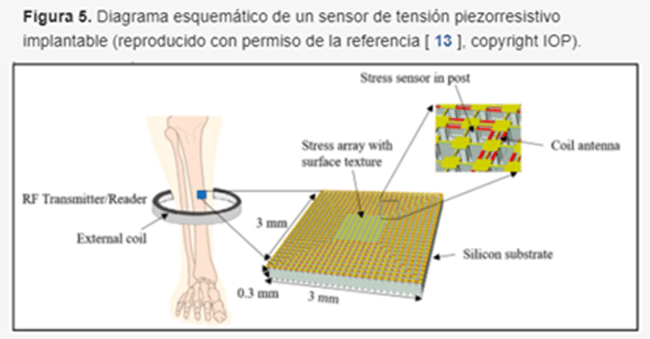 Figura 5. Diagrama esquemático de un sensor de tensión piezorresistivo
implantable (reproducido con permiso de la referencia [ 13 ], copyright IOP).
Stress sensor in post
Stress array with
surface texture
Coil antenna
RF Transmitter/Reader
External coil
3 mm
Silicon substrate
0.3 mm
3 mm